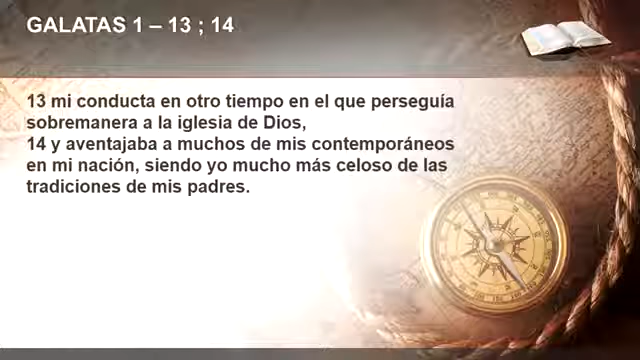 GALATAS 1 – 13 ; 14
13 mi conducta en otro tiempo en el que perseguía
sobremanera a la iglesia de Dios,
14 y aventajaba a muchos de mis contemporáneos
en mi nación, siendo yo mucho más celoso de las
tradiciones de mis padres.